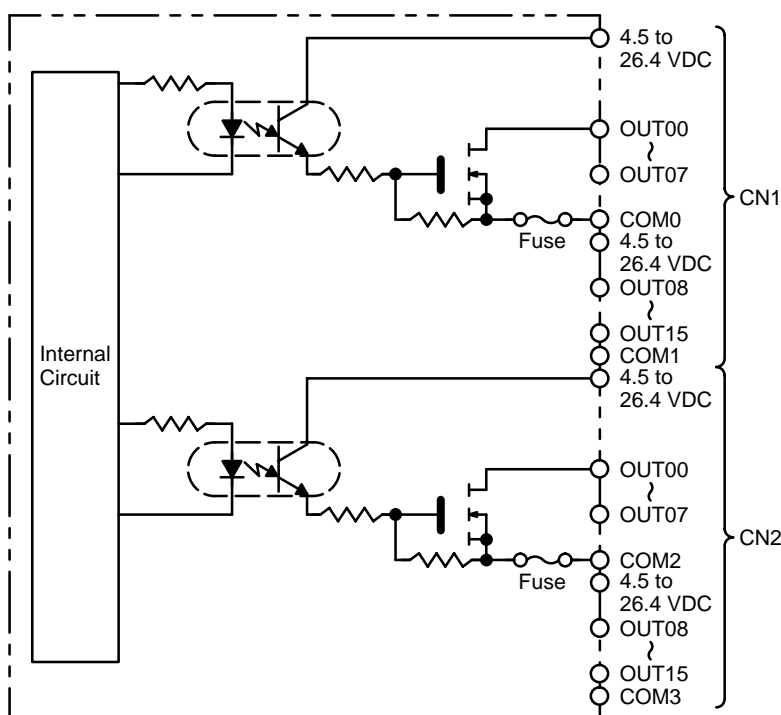 4.5 to
26.4 VDC
OUT00
~
OUT07
CN1
COM0
Fuse
4.5 to
26.4 VDC
OUT08
~
OUT15
COM1
Internal
Circuit
4.5 to
26.4 VDC
OUT00
~
OUT07
CN2
COM2
Fuse
4.5 to
26.4 VDC
OUT08
~
OUT15
COM3